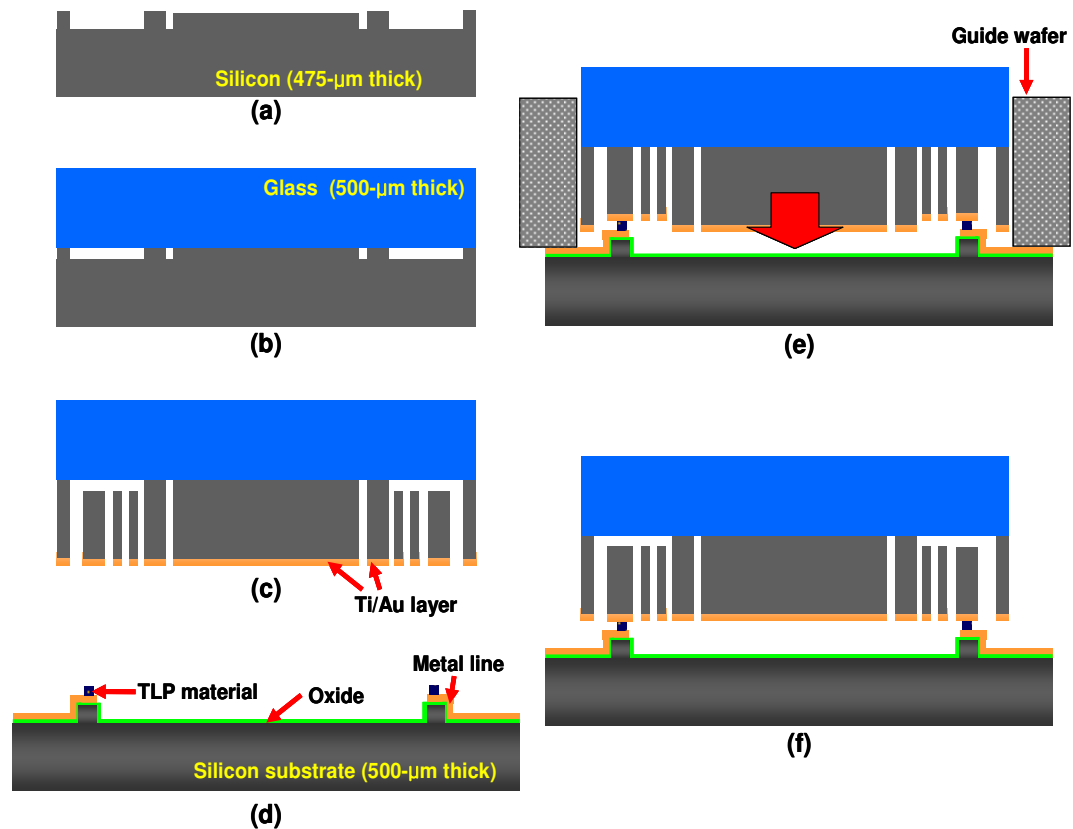 Silicon (475-μm thick)
(a)
Glass (500-μm thick)
(b)
(c)
Ti/Au layer
TLP material
Oxide
Metal line
Silicon substrate (500-μm thick)
(d)
Guide wafer
(e)
(f)